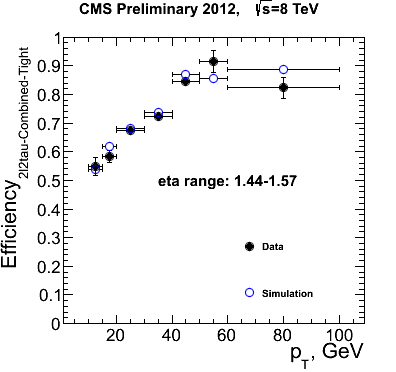 CMS Preliminary 2012, √s=8 TeV
Efficiency 2l2tau-Combined-Tight
1
0.9
0.8
0.7
0.6
0.5
0.4
0.3
0.2
0.1
0
eta range: 1.44-1.57
Data
Simulation
20 40 60 80 100
pT, GeV